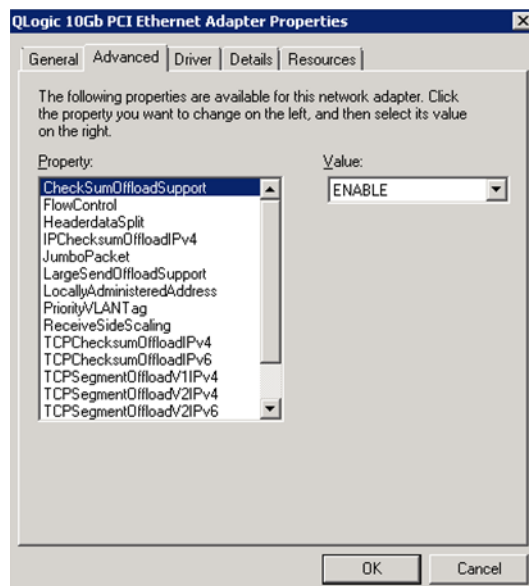 QLogic 10Gb PCI Ethernet Adapter Properties
General Advanced Driver Details Resources
The following properties are available for this network adapter. Click
the property you want to change on the left, and then select its value
on the right.
Property:
Value:
CheckSumOffloadSupport
ENABLE
FlowControl
HeaderdataSplit
IPChecksumOffloadIPv4
JumboPacket
LargeSendOffloadSupport
LocallyAdministeredAddress
PriorityVLANTag
ReceiveSideScaling
TCPChecksumOffloadIPv4
TCPChecksumOffloadIPv6
TCPSegmentOffloadV1IPv4
TCPSegmentOffloadV2IPv4
TCPSegmentOffloadV2IPv6
OK Cancel